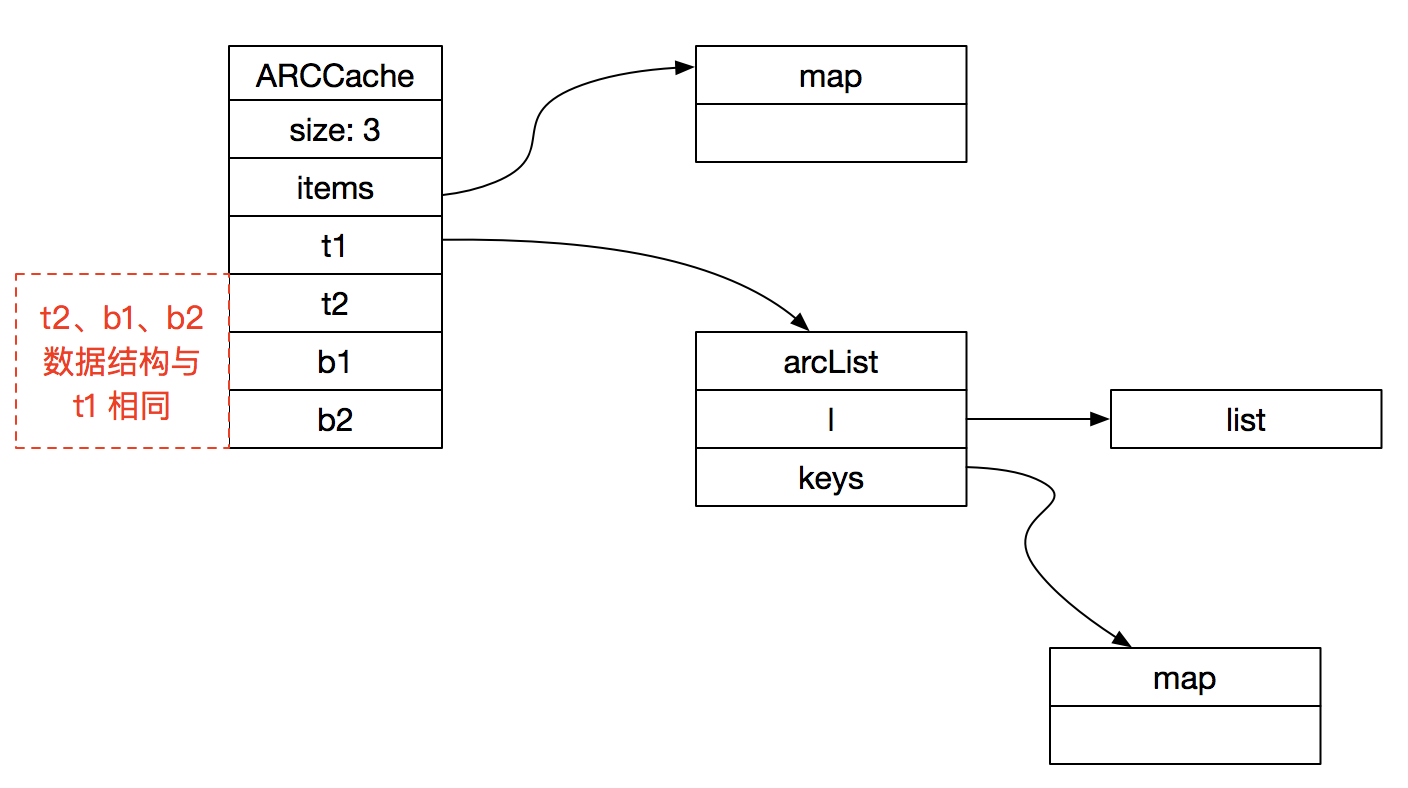 ARCCache
size: 3
items
t1
t2
b1
b2
t2、b1、b2
数据结构与
t1 相同
map
arcList
l
keys
list
map